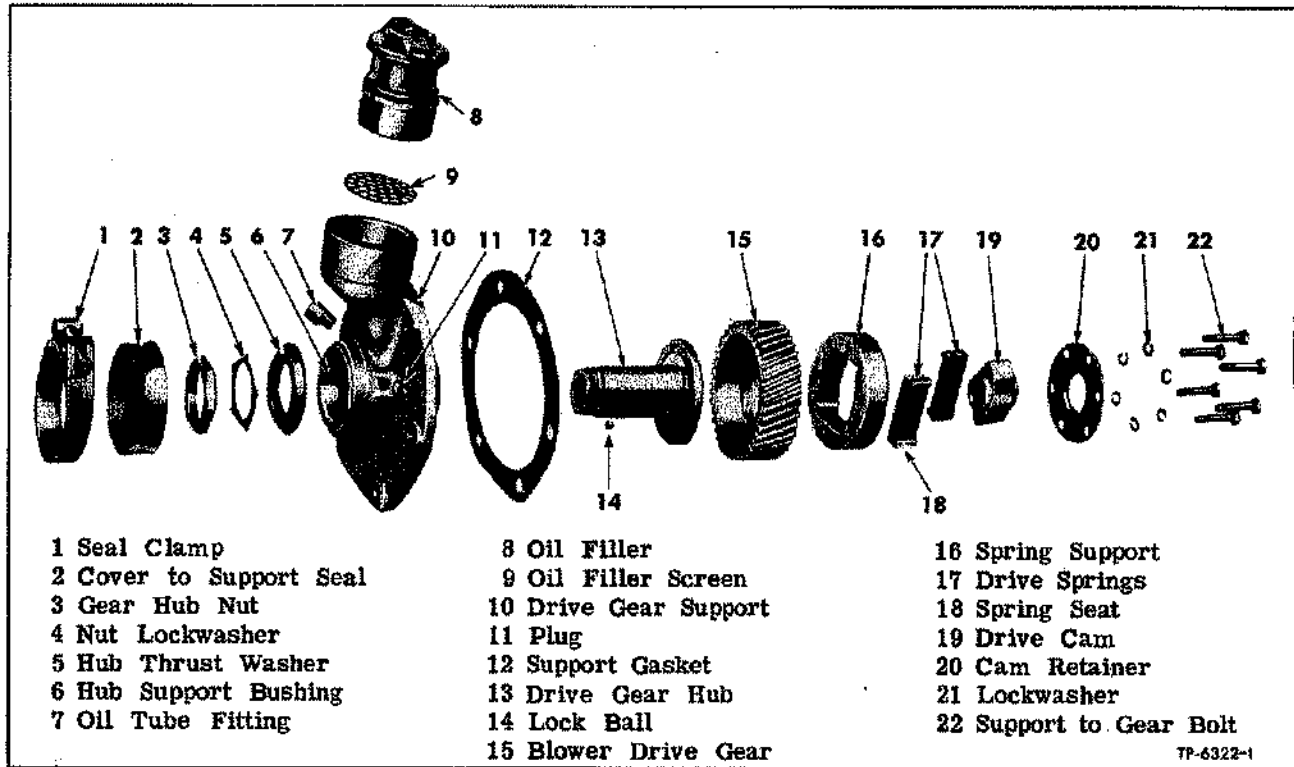 8
9
1 2 3 4 5 6 7 10 11 12 13 15 16 17 19 20 21 22
14
18
1 Seal Clamp
2 Cover to Support Seal
3 Gear Hub Nut
4 Nut Lockwasher
5 Hub Thrust Washer
6 Hub Support Bushing
7 Oil Tube Fitting
8 Oil Filler
9 Oil Filler Screen
10 Drive Gear Support
11 Plug
12 Support Gasket
13 Drive Gear Hub
14 Lock Ball
15 Blower Drive Gear
16 Spring Support
17 Drive Springs
18 Spring Seat
19 Drive Cam
20 Cam Retainer
21 Lockwasher
22 Support to Gear Bolt
TP-6322-1